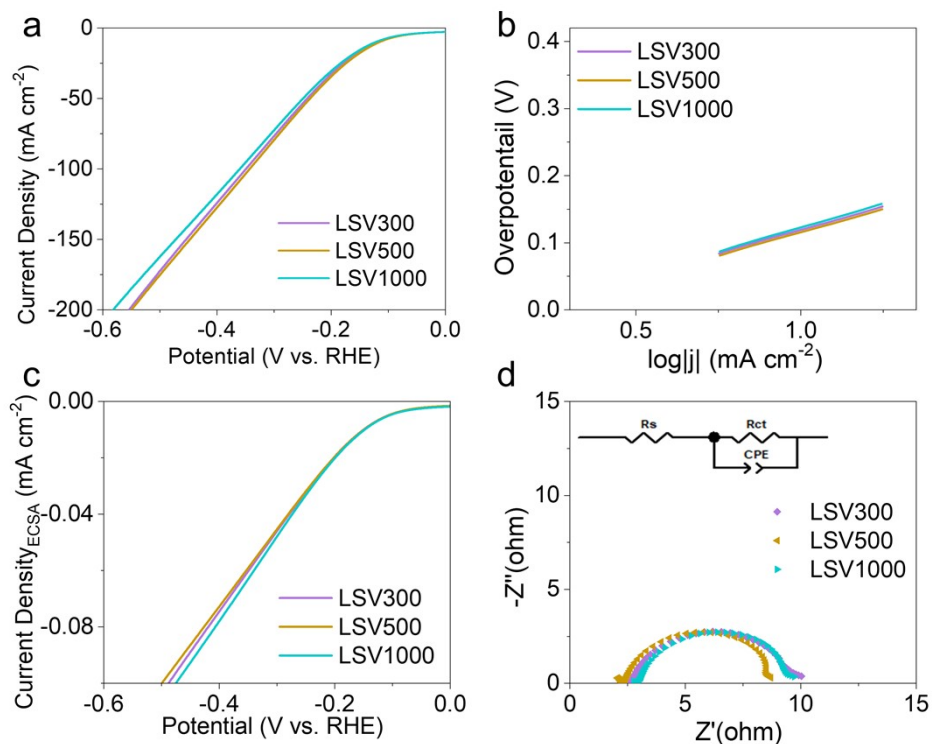 a
Current Density (mA cm-2)
0
-50
-100
-150
-200
-0.6
-0.4
-0.2
0.0
Potential (V vs. RHE)
LSV300
LSV500
LSV1000
b
Overpotentail (V)
0.4
0.3
0.2
0.1
0.0
0.5
1.0
log|j| (mA cm-2)
LSV300
LSV500
LSV1000
c
Current DensityECSA (mA cm-2)
0.00
-0.04
-0.08
-0.6
-0.4
-0.2
0.0
Potential (V vs. RHE)
LSV300
LSV500
LSV1000
d
-Z''(ohm)
15
10
5
0
0
5
10
15
Z'(ohm)
Rs
Rct
CPE
LSV300
LSV500
LSV1000